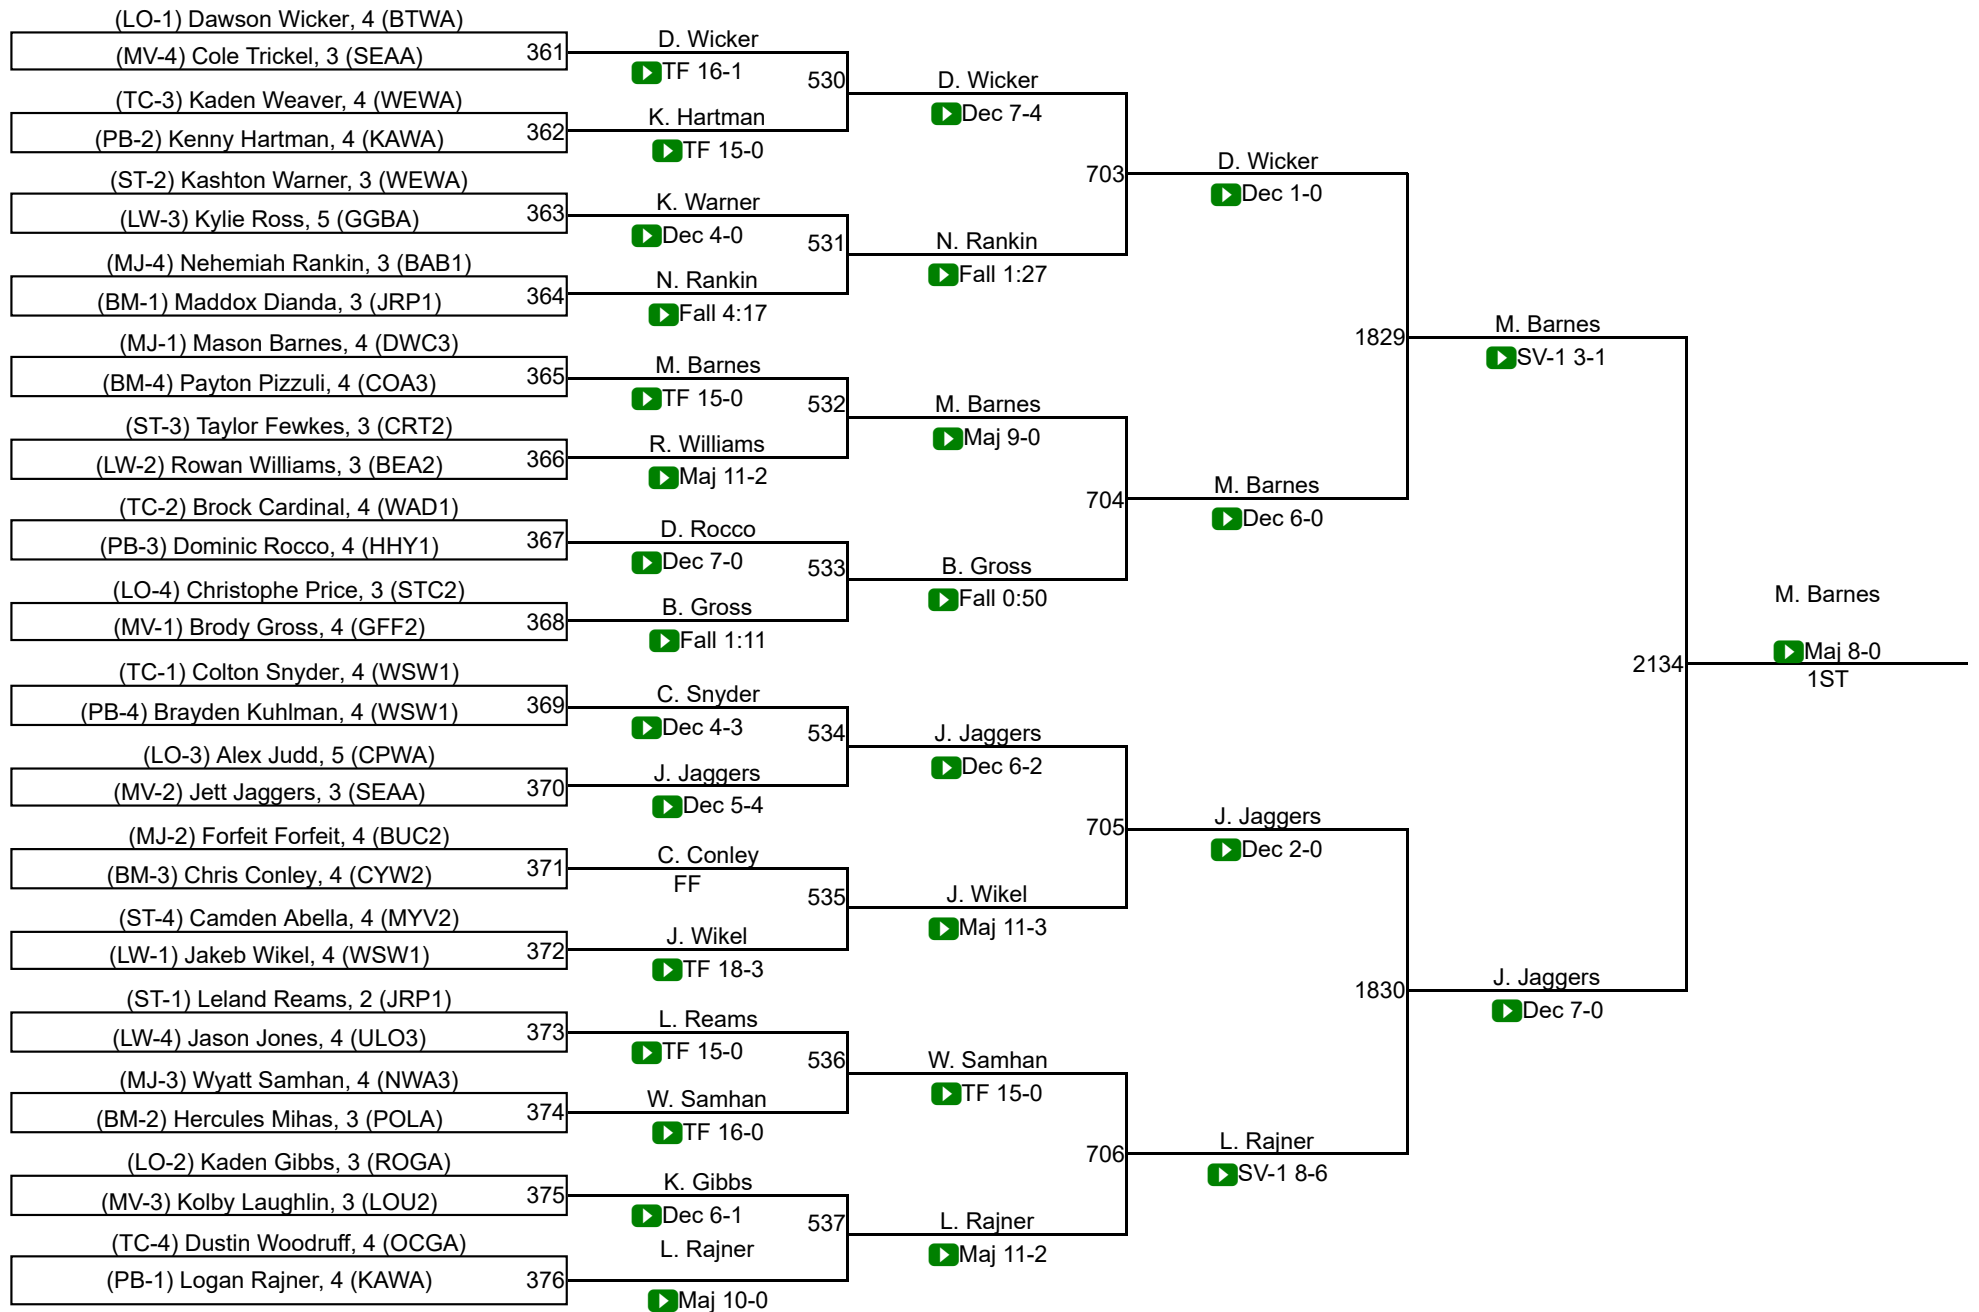 (LO-1) Dawson Wicker, 4 (BTWA)
(MV-4) Cole Trickel, 3 (SEAA)
361
(TC-3) Kaden Weaver, 4 (WEWA)
(PB-2) Kenny Hartman, 4 (KAWA)
362
(ST-2) Kashton Warner, 3 (WEWA)
(LW-3) Kylie Ross, 5 (GGBA)
363
(MJ-4) Nehemiah Rankin, 3 (BAB1)
(BM-1) Maddox Dianda, 3 (JRP1)
364
(MJ-1) Mason Barnes, 4 (DWC3)
(BM-4) Payton Pizzuli, 4 (COA3)
365
(ST-3) Taylor Fewkes, 3 (CRT2)
(LW-2) Rowan Williams, 3 (BEA2)
366
(TC-2) Brock Cardinal, 4 (WAD1)
(PB-3) Dominic Rocco, 4 (HHY1)
367
(LO-4) Christophe Price, 3 (STC2)
(MV-1) Brody Gross, 4 (GFF2)
368
(TC-1) Colton Snyder, 4 (WSW1)
(PB-4) Brayden Kuhlman, 4 (WSW1)
369
(LO-3) Alex Judd, 5 (CPWA)
(MV-2) Jett Jaggers, 3 (SEAA)
370
(MJ-2) Forfeit Forfeit, 4 (BUC2)
(BM-3) Chris Conley, 4 (CYW2)
371
(ST-4) Camden Abella, 4 (MYV2)
(LW-1) Jakeb Wikel, 4 (WSW1)
372
(ST-1) Leland Reams, 2 (JRP1)
(LW-4) Jason Jones, 4 (ULO3)
373
(MJ-3) Wyatt Samhan, 4 (NWA3)
(BM-2) Hercules Mihas, 3 (POLA)
374
(LO-2) Kaden Gibbs, 3 (ROGA)
(MV-3) Kolby Laughlin, 3 (LOU2)
375
(TC-4) Dustin Woodruff, 4 (OCGA)
(PB-1) Logan Rajner, 4 (KAWA)
376
D. Wicker
TF 16-1
530
K. Hartman
TF 15-0
K. Warner
Dec 4-0
531
N. Rankin
Fall 4:17
M. Barnes
TF 15-0
532
R. Williams
Maj 11-2
D. Rocco
Dec 7-0
533
B. Gross
Fall 1:11
C. Snyder
Dec 4-3
534
J. Jaggers
Dec 5-4
C. Conley
FF
535
J. Wikel
TF 18-3
L. Reams
TF 15-0
536
W. Samhan
TF 16-0
K. Gibbs
Dec 6-1
537
L. Rajner
Maj 10-0
D. Wicker
Dec 7-4
703
N. Rankin
Fall 1:27
M. Barnes
Maj 9-0
704
B. Gross
Fall 0:50
J. Jaggers
Dec 6-2
705
J. Wikel
Maj 11-3
W. Samhan
TF 15-0
706
L. Rajner
Maj 11-2
D. Wicker
Dec 1-0
1829
M. Barnes
Dec 6-0
J. Jaggers
Dec 2-0
1830
L. Rajner
SV-1 8-6
M. Barnes
SV-1 3-1
2134
J. Jaggers
Dec 7-0
M. Barnes
Maj 8-0
1ST